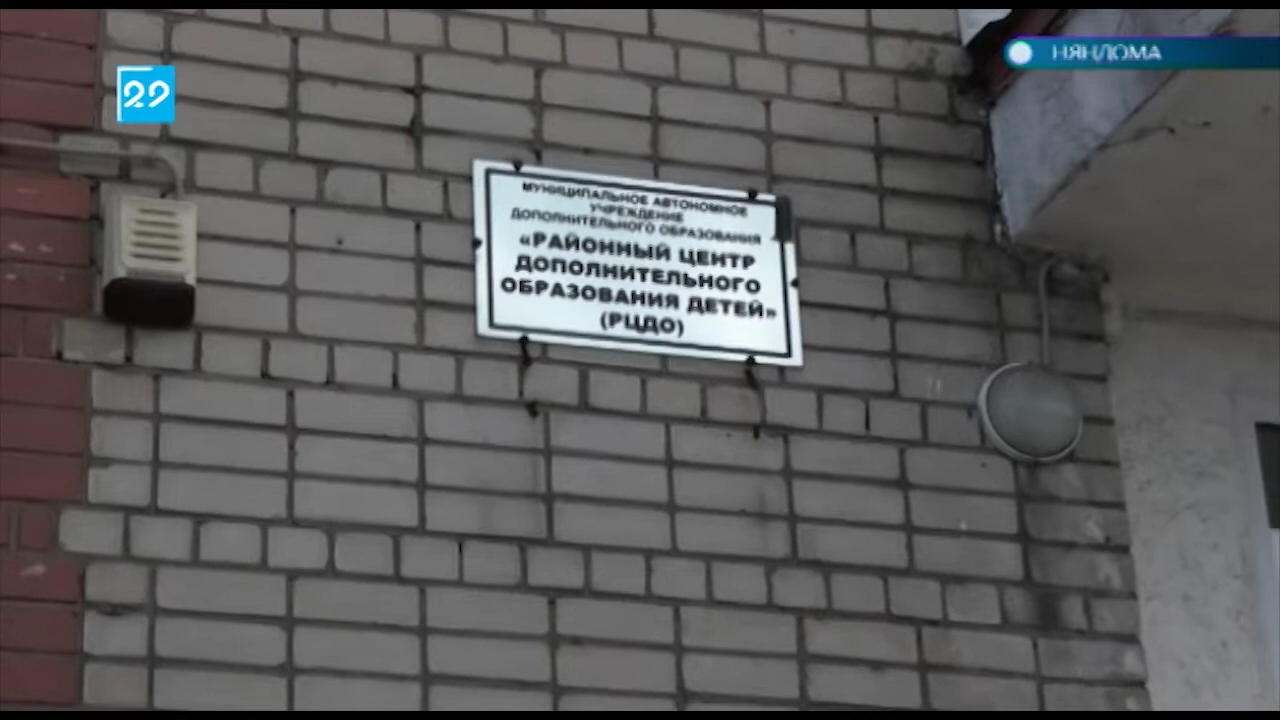 НЯНДОМА
29
МУНИЦИПАЛЬНОЕ АВТОНОМНОЕ
УЧРЕЖДЕНИЕ
ДОПОЛНИТЕЛЬНОГО ОБРАЗОВАНИЯ
«РАЙОННЫЙ ЦЕНТР
ДОПОЛНИТЕЛЬНОГО
ОБРАЗОВАНИЯ ДЕТЕЙ»
(РЦДО)